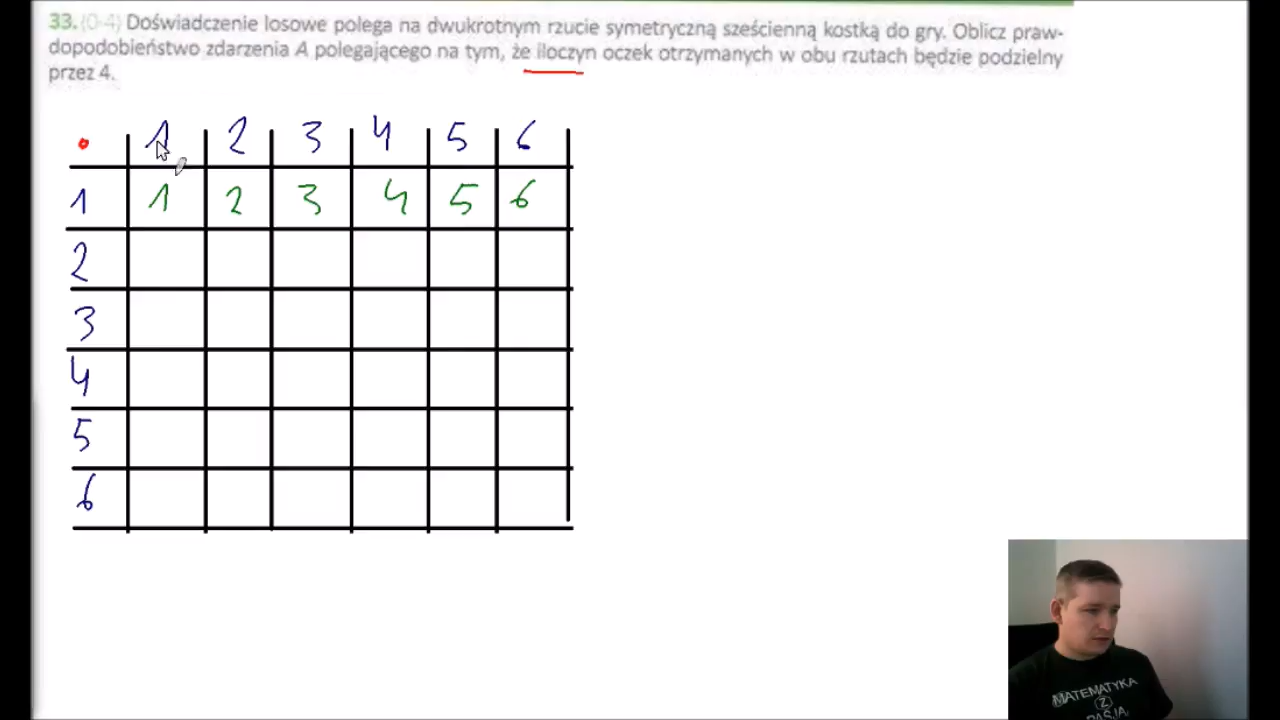 33. (0-4) Doświadczenie losowe polega na dwukrotnym rzucie symetryczną sześcienną kostką do gry. Oblicz praw-
dopodobieństwo zdarzenia A polegającego na tym, że iloczyn oczek otrzymanych w obu rzutach będzie podzielny
przez 4.
• 1 2 3 4 5 6
1 1 2 3 4 5 6
2
3
4
5
6
MATEMATYKA
Z
PASJĄ